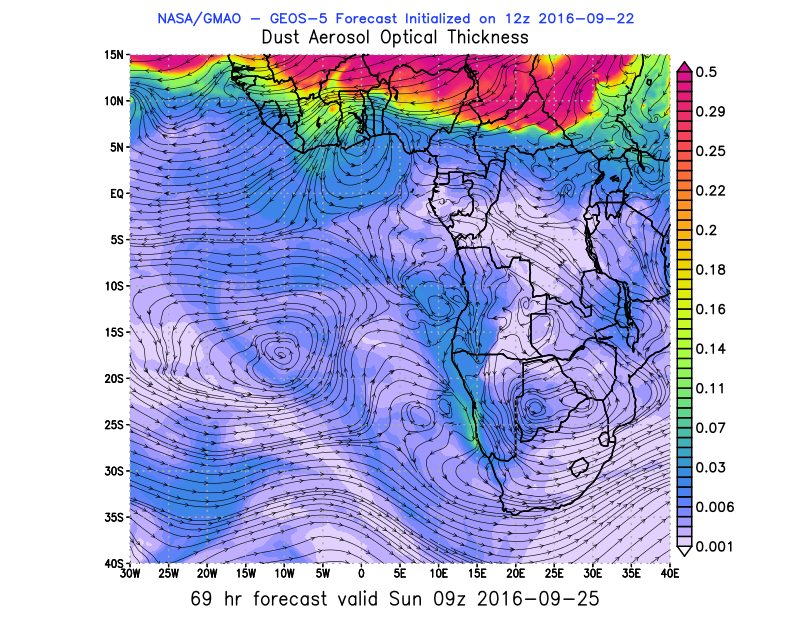 NASA/GMAO - GEOS-5 Forecast Initialized on 12z 2016-09-22
Dust Aerosol Optical Thickness
15N
10N
5N
EQ
5S
10S
15S
20S
25S
30S
35S
40S
30W 25W 20W 15W 10W 5W 0 5E 10E 15E 20E 25E 30E 35E 40E
0.5
0.29
0.25
0.22
0.2
0.18
0.16
0.14
0.11
0.07
0.03
0.006
0.001
69 hr forecast valid Sun 09z 2016-09-25